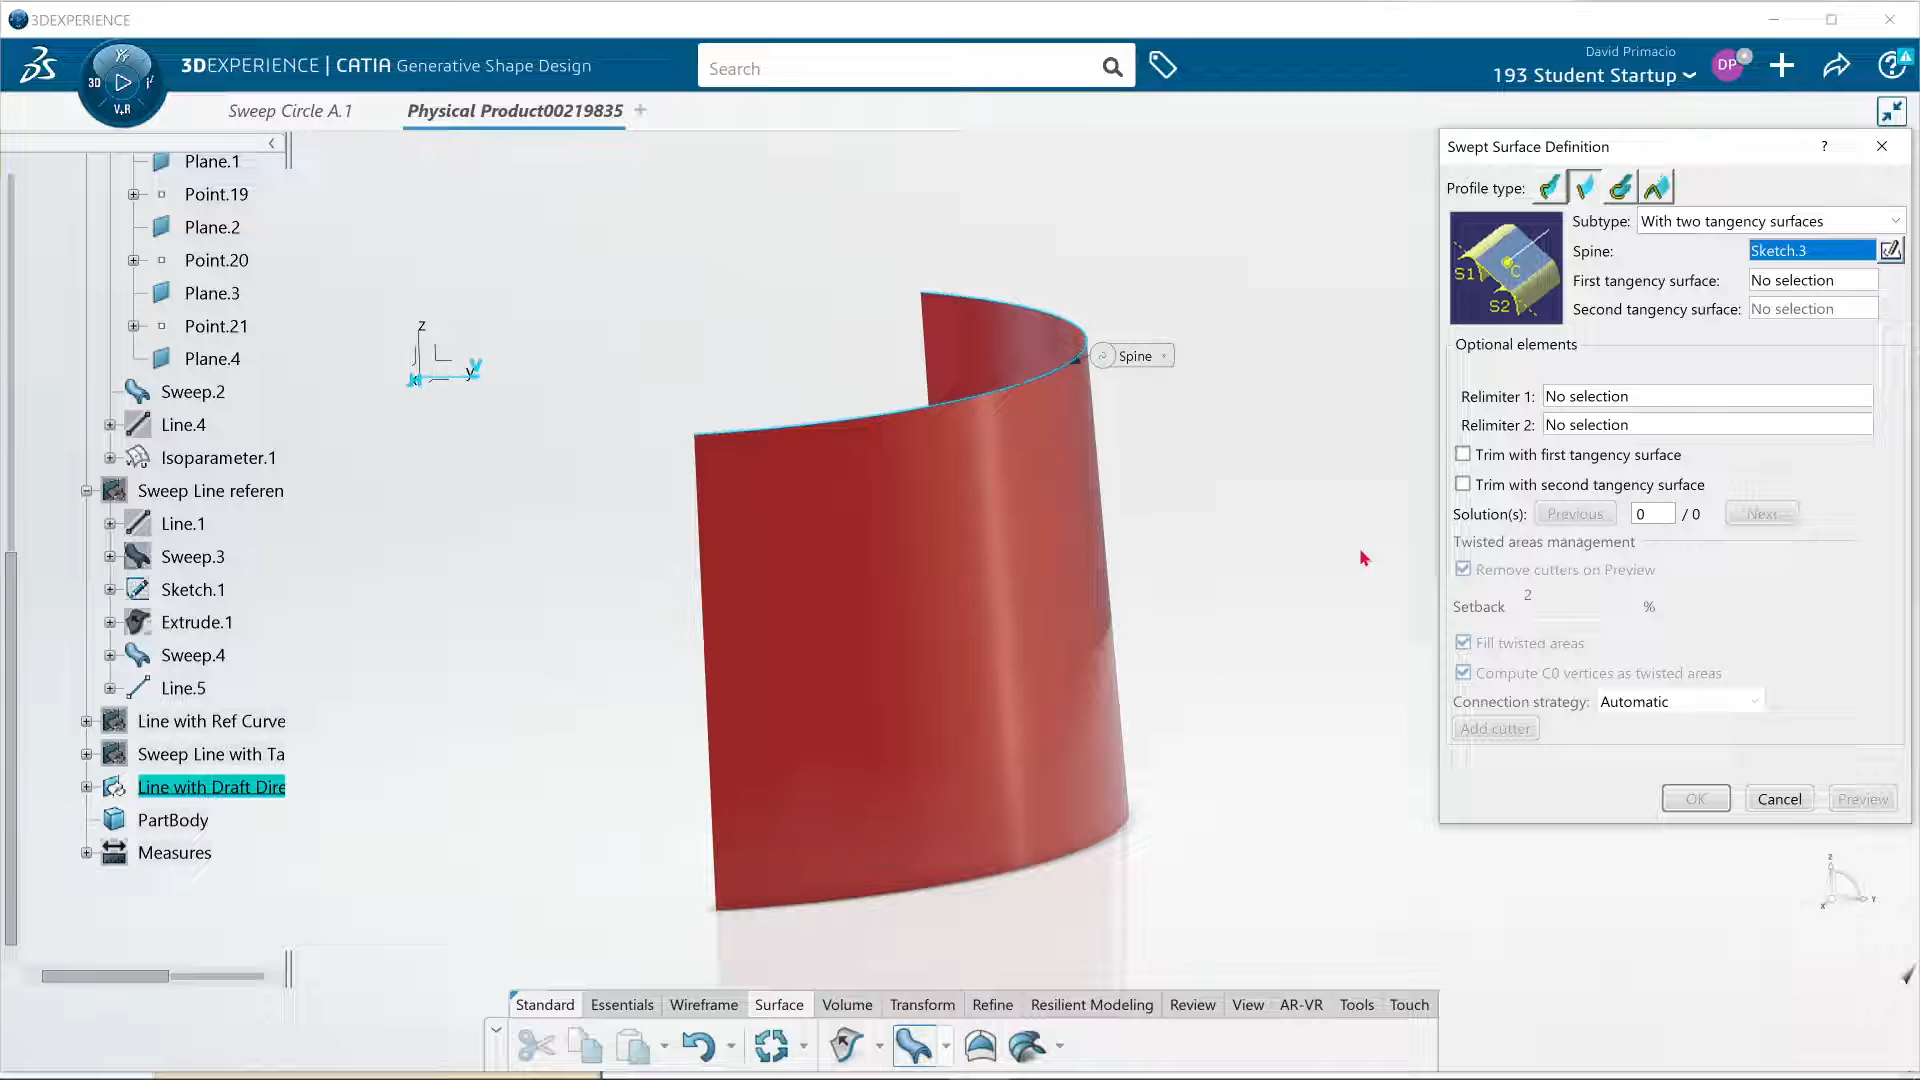 3DEXPERIENCE
3DEXPERIENCE | CATIA Generative Shape Design
Search
David Primacio
193 Student Startup
DP
3D
V+R
Sweep Circle A.1
Physical Product00219835
Plane.1
Point.19
Plane.2
Point.20
Plane.3
Point.21
Plane.4
Sweep.2
Line.4
Isoparameter.1
Sweep Line referen
Line.1
Sweep.3
Sketch.1
Extrude.1
Sweep.4
Line.5
Line with Ref Curve
Sweep Line with Ta
Line with Draft Dire
PartBody
Measures
z
y
Spine
Swept Surface Definition
?
Profile type:
Subtype: With two tangency surfaces
Spine: Sketch.3
First tangency surface: No selection
Second tangency surface: No selection
S1
C
S2
Optional elements
Relimiter 1: No selection
Relimiter 2: No selection
Trim with first tangency surface
Trim with second tangency surface
Solution(s): Previous 0 / 0 Next
Twisted areas management
Remove cutters on Preview
Setback 2 %
Fill twisted areas
Compute C0 vertices as twisted areas
Connection strategy: Automatic
Add cutter
OK Cancel Preview
z
x
Y
Standard Essentials Wireframe Surface Volume Transform Refine Resilient Modeling Review View AR-VR Tools Touch